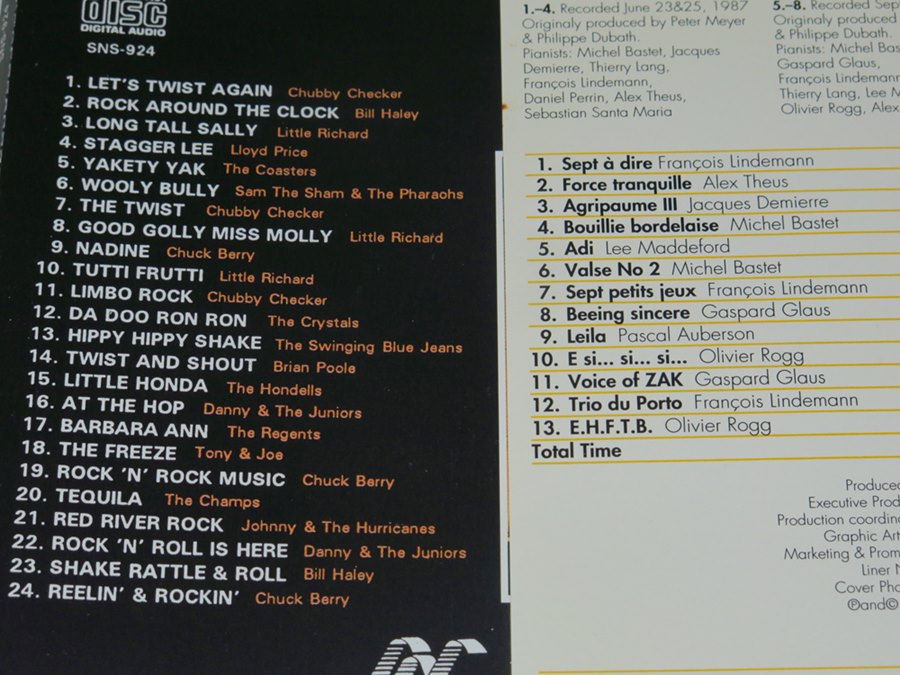 disc
DIGITAL AUDIO
SNS-924
1. LET'S TWIST AGAIN Chubby Checker
2. ROCK AROUND THE CLOCK Bill Haley
3. LONG TALL SALLY Little Richard
4. STAGGER LEE Lloyd Price
5. YAKETY YAK The Coasters
6. WOOLY BULLY Sam The Sham & The Pharaohs
7. THE TWIST Chubby Checker
8. GOOD GOLLY MISS MOLLY Little Richard
9. NADINE Chuck Berry
10. TUTTI FRUTTI Little Richard
11. LIMBO ROCK Chubby Checker
12. DA DOO RON RON The Crystals
13. HIPPY HIPPY SHAKE The Swinging Blue Jeans
14. TWIST AND SHOUT Brian Poole
15. LITTLE HONDA The Hondells
16. AT THE HOP Danny & The Juniors
17. BARBARA ANN The Regents
18. THE FREEZE Tony & Joe
19. ROCK 'N' ROCK MUSIC Chuck Berry
20. TEQUILA The Champs
21. RED RIVER ROCK Johnny & The Hurricanes
22. ROCK 'N' ROLL IS HERE Danny & The Juniors
23. SHAKE RATTLE & ROLL Bill Haley
24. REELIN' & ROCKIN' Chuck Berry
1.-4. Recorded June 23&25, 1987
Originaly produced by Peter Meyer
& Philippe Dubath.
Pianists: Michel Bastet, Jacques
Demierre, Thierry Lang,
François Lindemann,
Daniel Perrin, Alex Theus,
Sebastian Santa Maria
5.-8. Recorded Sep
Originaly produced
& Philippe Dubath.
Pianists: Michel Bas
Gaspard Glaus,
François Lindemann
Thierry Lang, Lee M
Olivier Rogg, Alex
1. Sept à dire François Lindemann
2. Force tranquille Alex Theus
3. Agripaume III Jacques Demierre
4. Bouillie bordelaise Michel Bastet
5. Adi Lee Maddeford
6. Valse No 2 Michel Bastet
7. Sept petits jeux François Lindemann
8. Beeing sincere Gaspard Glaus
9. Leila Pascal Auberson
10. E si... si... si... Olivier Rogg
11. Voice of ZAK Gaspard Glaus
12. Trio du Porto François Lindemann
13. E.H.F.T.B. Olivier Rogg
Total Time
Produced
Executive Prod
Production coordina
Graphic Art
Marketing & Prom
Liner N
Cover Pho
℗and©